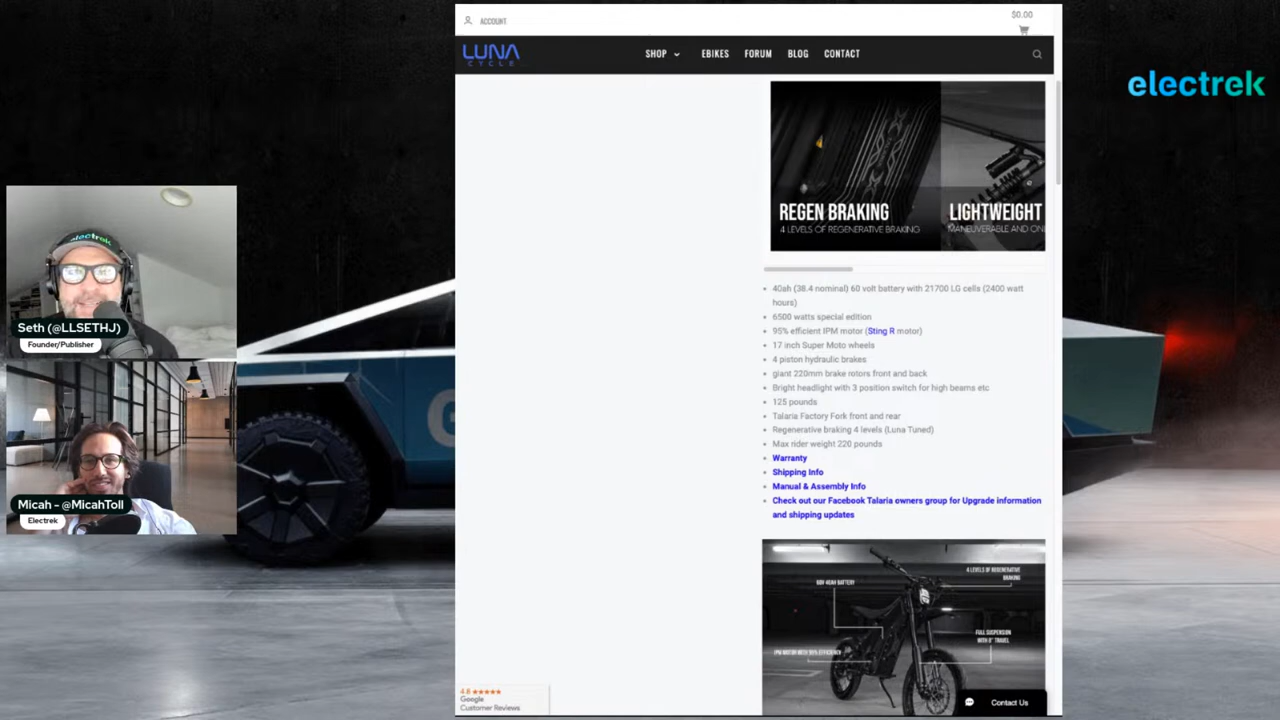 ACCOUNT
$0.00
LUNA
CYCLE
SHOP
EBIKES
FORUM
BLOG
CONTACT
electrek
REGEN BRAKING
4 LEVELS OF REGENERATIVE BRAKING
LIGHTWEIGHT
MANEUVERABLE AND ON
40ah (38.4 nominal) 60 volt battery with 21700 LG cells (2400 watt
hours)
6500 watts special edition
95% efficient IPM motor (Sting R motor)
17 inch Super Moto wheels
4 piston hydraulic brakes
giant 220mm brake rotors front and back
Bright headlight with 3 position switch for high beams etc
125 pounds
Talaria Factory Fork front and rear
Regenerative braking 4 levels (Luna Tuned)
Max rider weight 220 pounds
Warranty
Shipping Info
Manual & Assembly Info
Check out our Facebook Talaria owners group for Upgrade information
and shipping updates
60V 40AH BATTERY
4 LEVELS OF REGENERATIVE
BRAKING
FULL SUSPENSION
WITH 8" TRAVEL
IPM MOTOR WITH 95% EFFICIENCY
4.8 ★★★★★
Google
Customer Reviews
Contact Us
electrek
Seth (@LLSETHJ)
Founder/Publisher
Micah - @MicahToll
Electrek